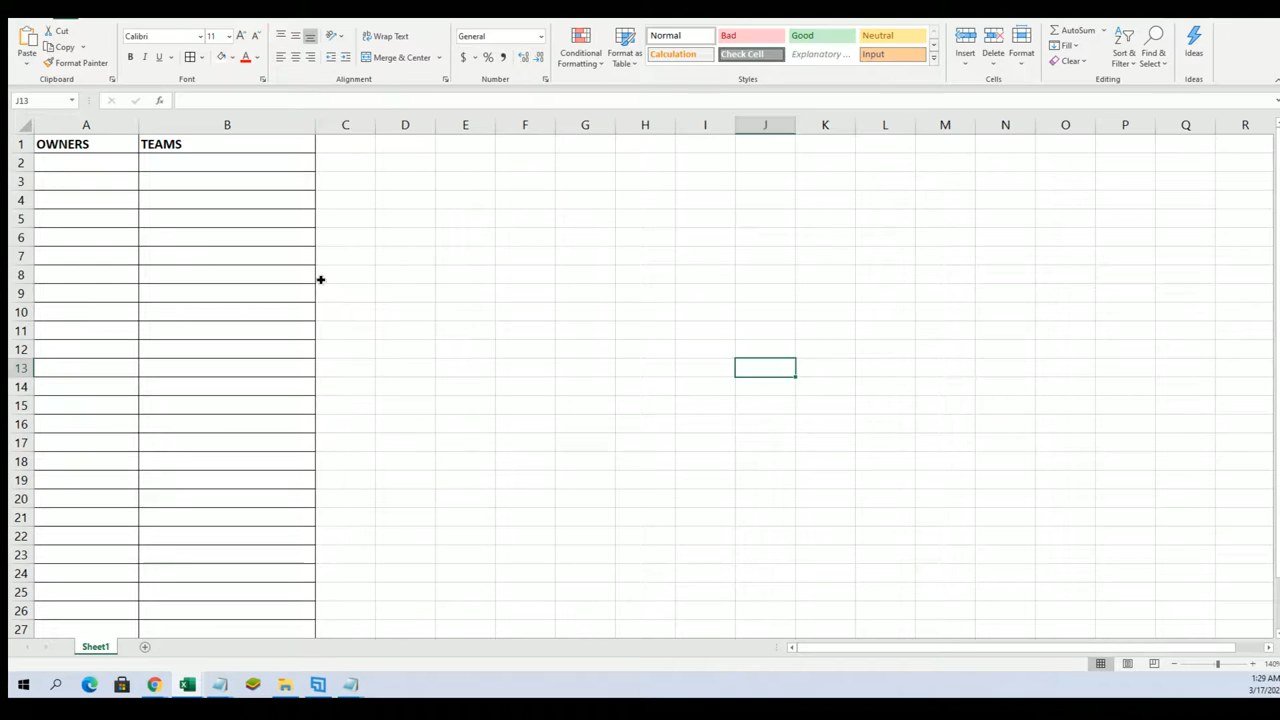 Cut
Copy
Paste
Format Painter
Clipboard
Calibri
11
B I U
Font
Wrap Text
Merge & Center
Alignment
General
$ %
Number
Conditional
Formatting
Format as
Table
Normal
Bad
Good
Neutral
Calculation
Check Cell
Explanatory ...
Input
Styles
Insert
Delete
Format
Cells
AutoSum
Fill
Clear
Sort &
Filter
Find &
Select
Editing
Ideas
Ideas
J13
fx
A B C D E F G H I J K L M N O P Q R
1 OWNERS TEAMS
2
3
4
5
6
7
8
9
10
11
12
13
14
15
16
17
18
19
20
21
22
23
24
25
26
27
Sheet1
140%
1:29 AM
3/17/202